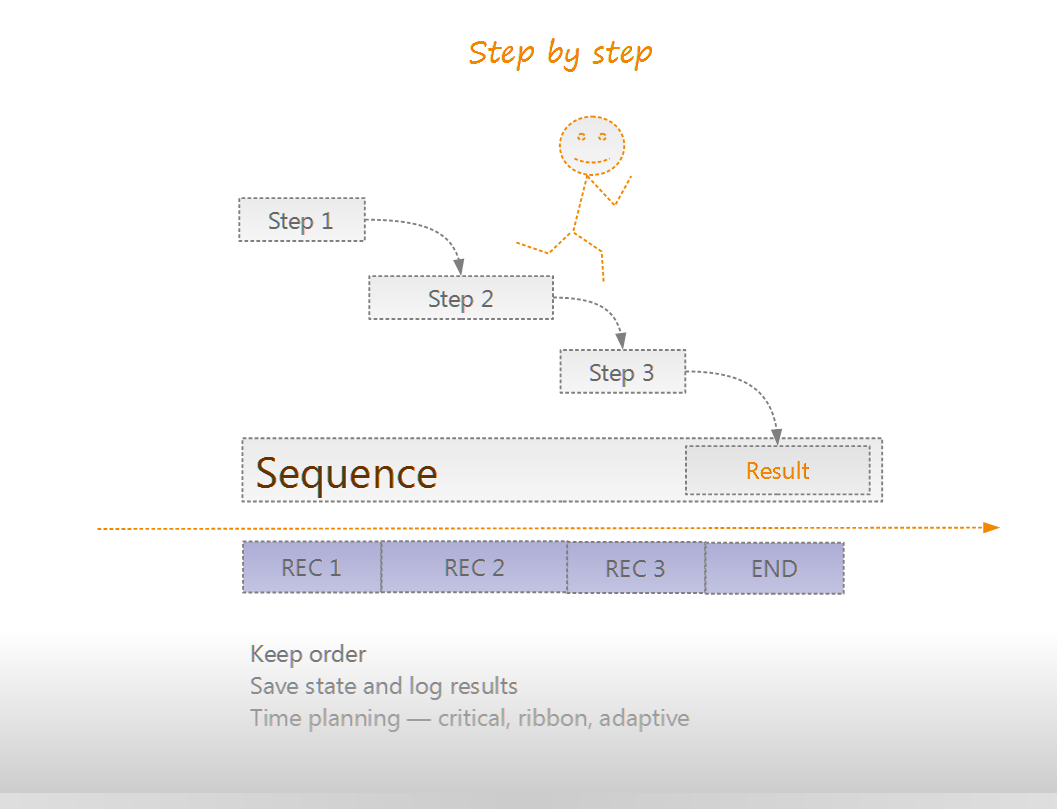 Step by step
Step 1
Step 2
Step 3
Sequence
Result
REC 1
REC 2
REC 3
END
Keep order
Save state and log results
Time planning — critical, ribbon, adaptive